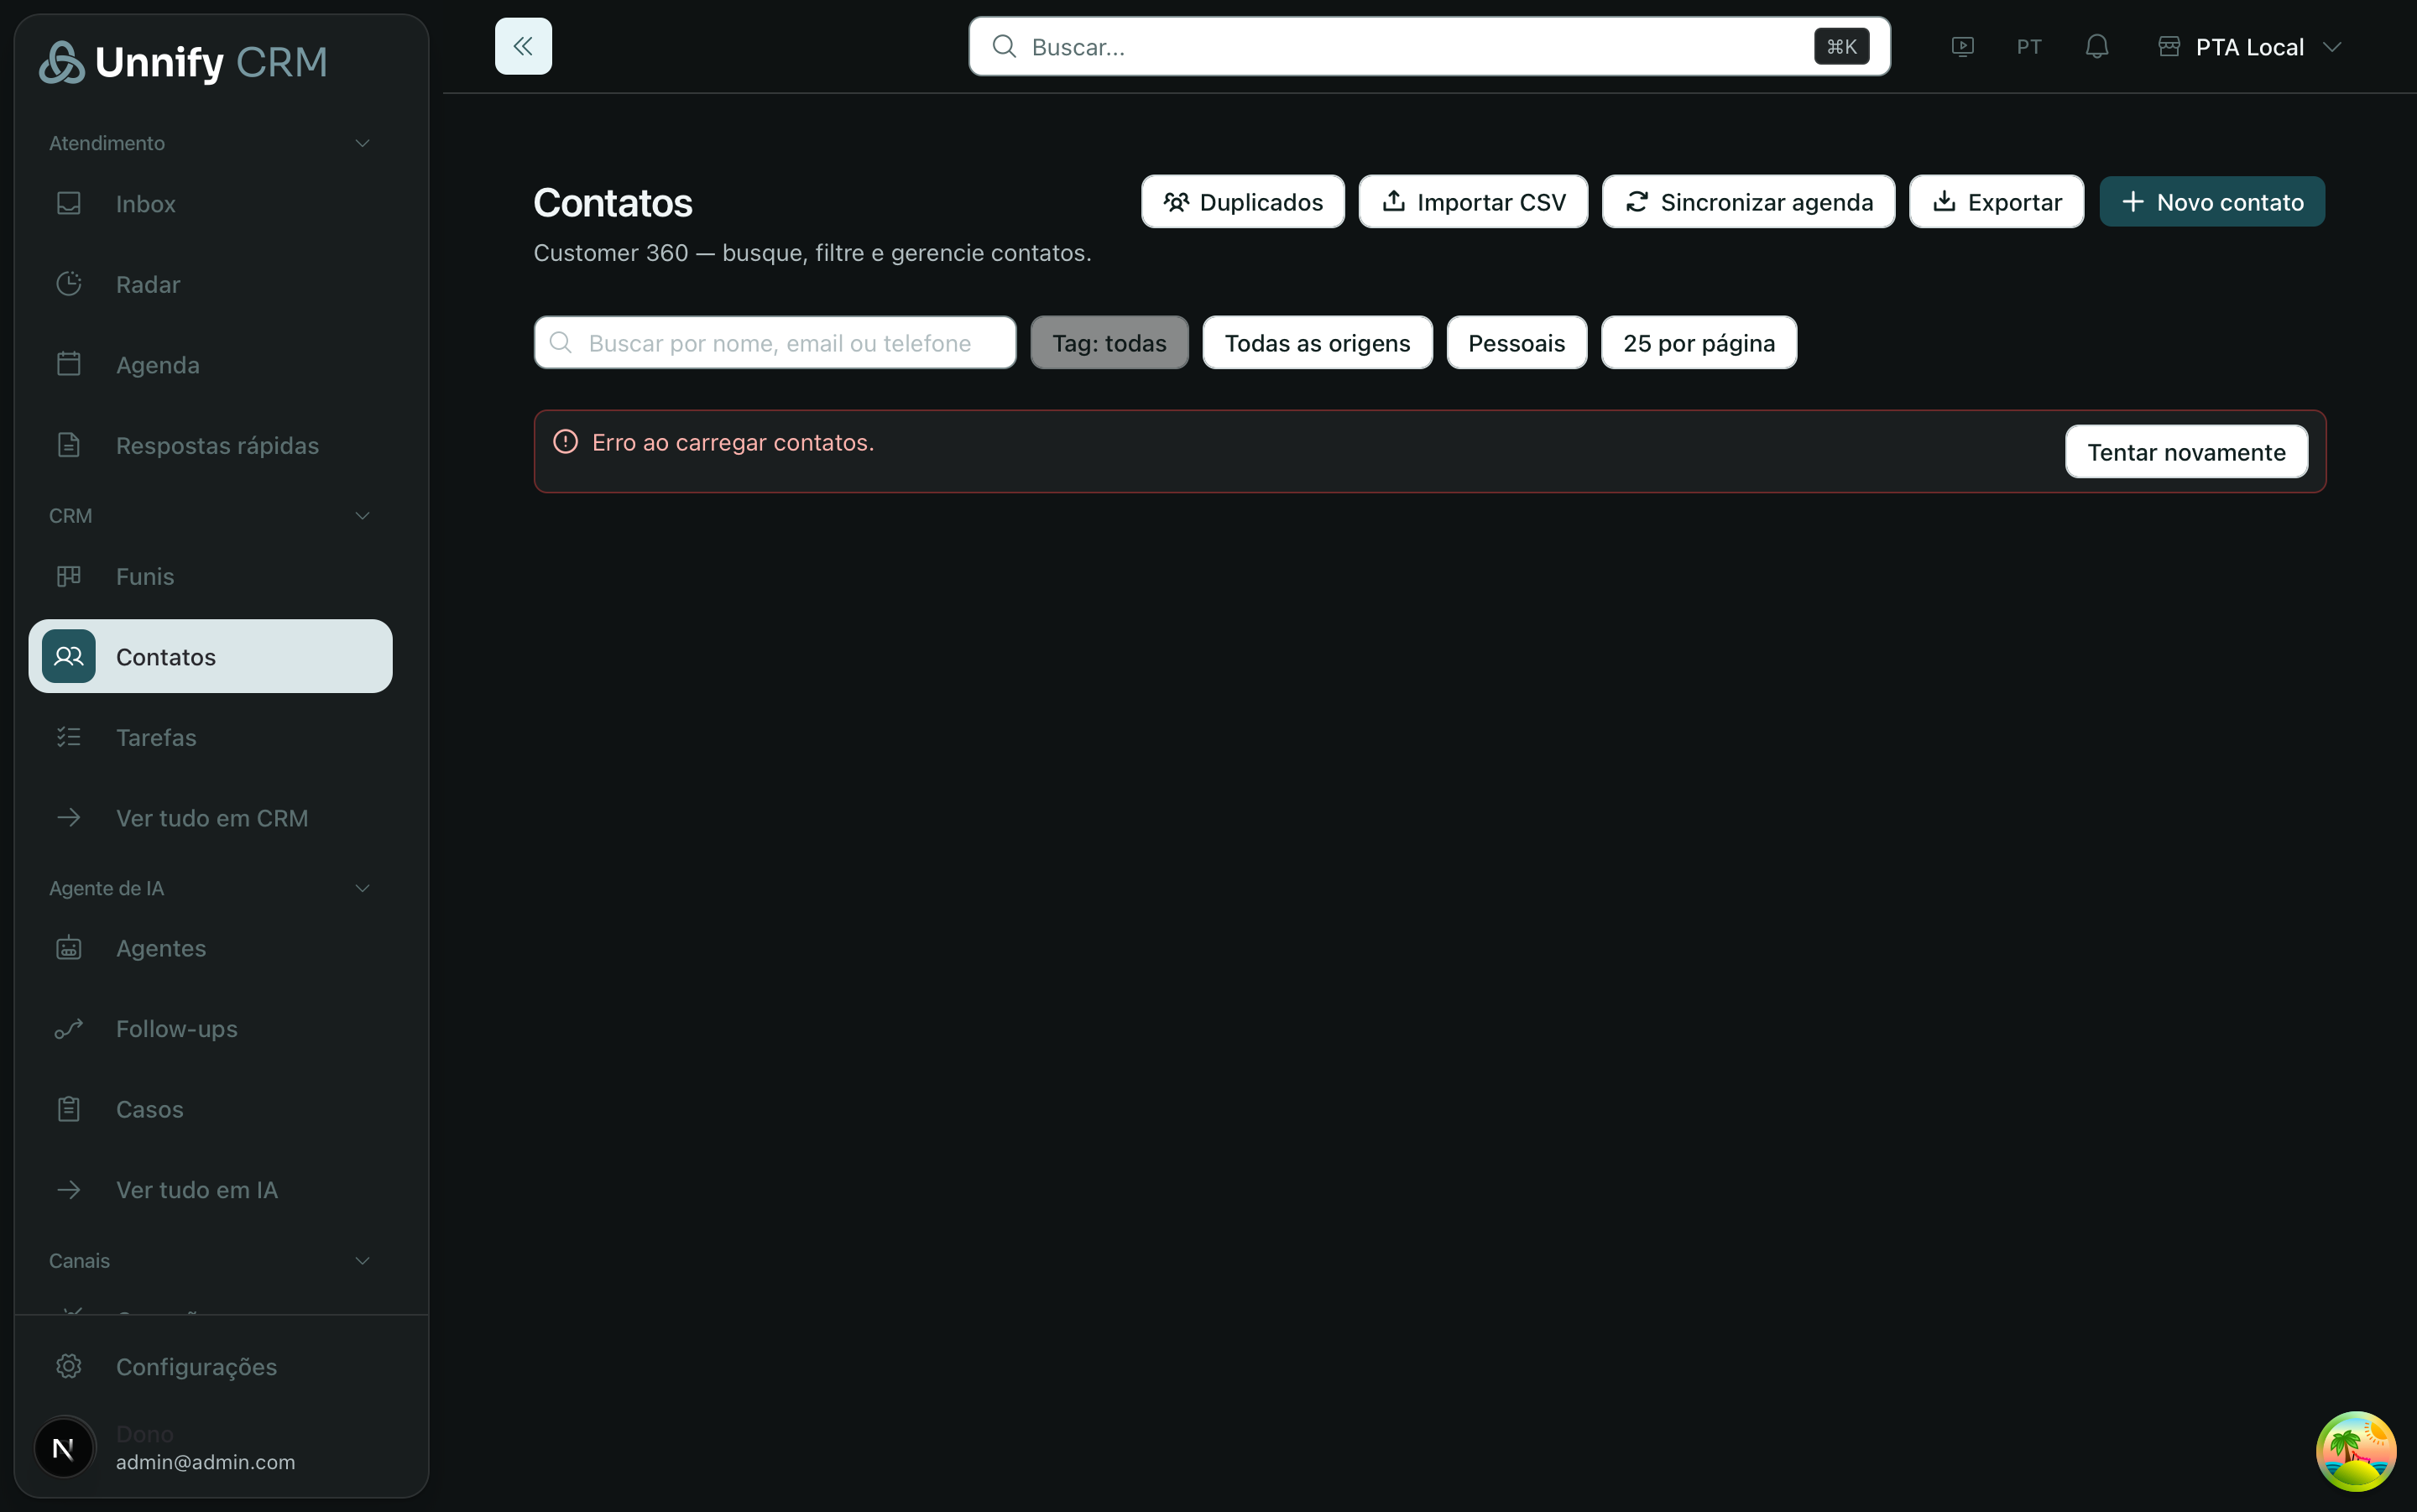 Unnify CRM
Buscar...
⌘K
PT
PTA Local
Atendimento
Inbox
Radar
Agenda
Respostas rápidas
CRM
Funis
Contatos
Tarefas
Ver tudo em CRM
Agente de IA
Agentes
Follow-ups
Casos
Ver tudo em IA
Canais
Configurações
Dono
admin@admin.com
Contatos
Duplicados
Importar CSV
Sincronizar agenda
Exportar
Novo contato
Customer 360 — busque, filtre e gerencie contatos.
Buscar por nome, email ou telefone
Tag: todas
Todas as origens
Pessoais
25 por página
Erro ao carregar contatos.
Tentar novamente